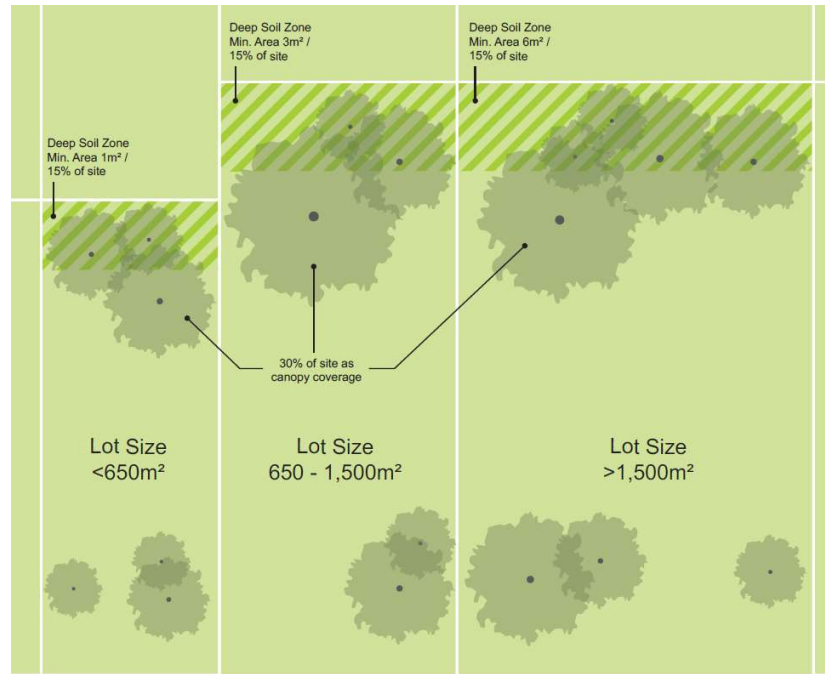 Deep Soil Zone
Min. Area 3m² /
15% of site
Deep Soil Zone
Min. Area 6m² /
15% of site
Deep Soil Zone
Min. Area 1m² /
15% of site
30% of site as
canopy coverage
Lot Size
<650m²
Lot Size
650 - 1,500m²
Lot Size
>1,500m²